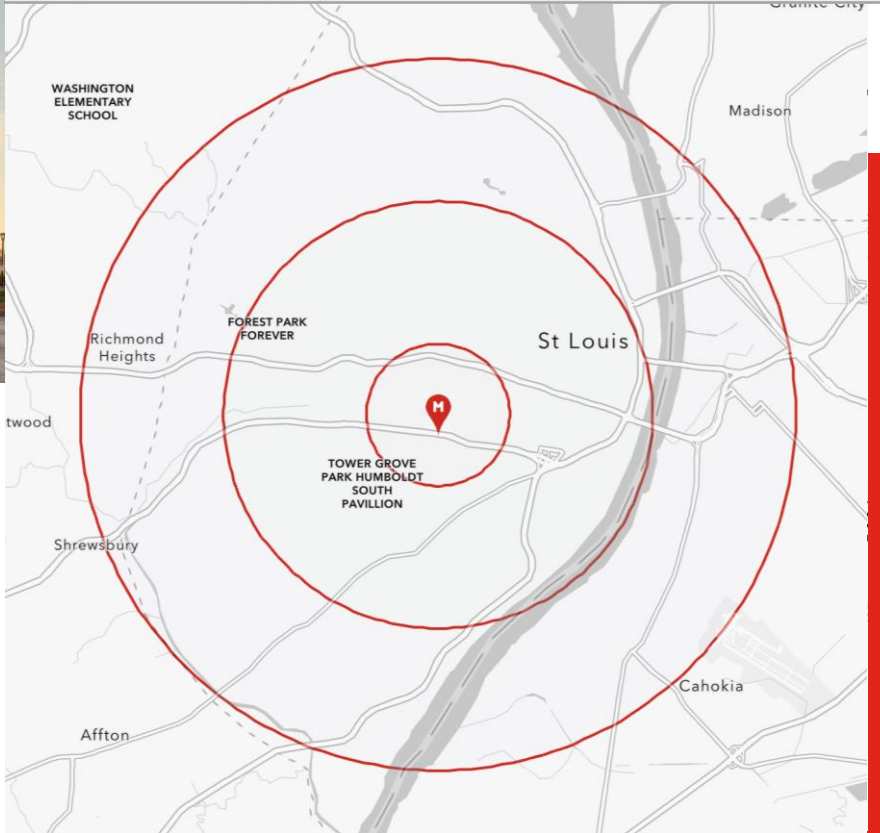 Granite City
WASHINGTON
ELEMENTARY
SCHOOL
Madison
FOREST PARK
FOREVER
Richmond
Heights
St Louis
M
twood
TOWER GROVE
PARK HUMBOLDT
SOUTH
PAVILLION
Shrewsbury
Cahokia
Affton